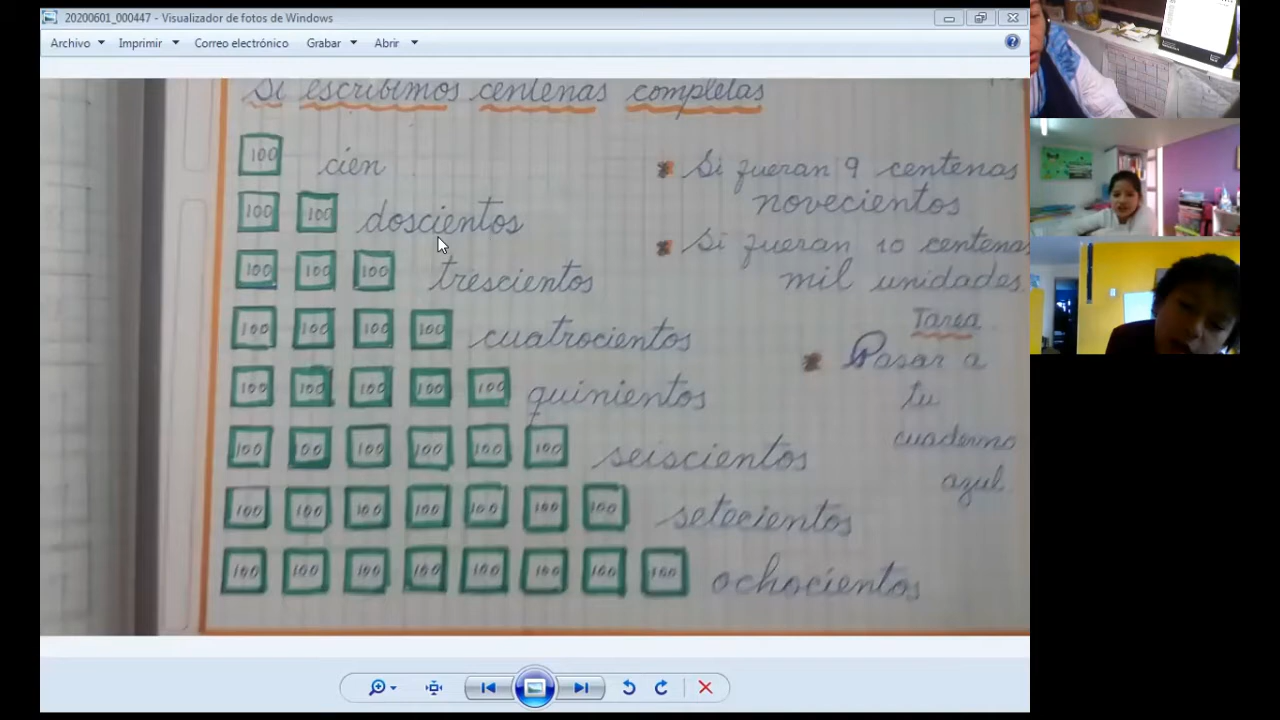 20200601_000447 - Visualizador de fotos de Windows
Archivo Imprimir Correo electrónico Grabar Abrir
Si escribimos centenas completas
100 cien
100 100 doscientos
100 100 100 trescientos
100 100 100 100 cuatrocientos
100 100 100 100 100 quinientos
100 100 100 100 100 100 seiscientos
100 100 100 100 100 100 100 setecientos
100 100 100 100 100 100 100 100 ochocientos
Si fueran 9 centenas
novecientos
Si fueran 10 centenas
mil unidades.
Tarea
Pasar a
tu
cuaderno
azul.